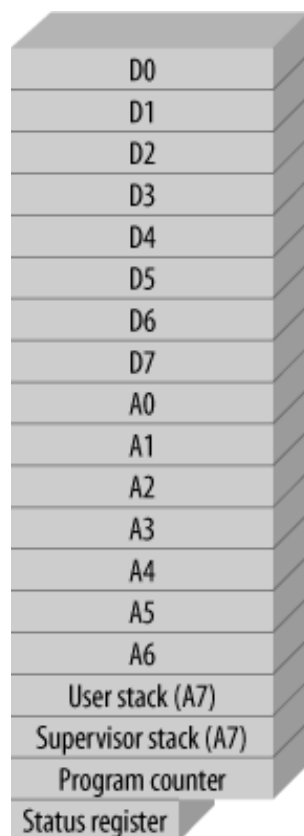 D0
D1
D2
D3
D4
D5
D6
D7
A0
A1
A2
A3
A4
A5
A6
User stack (A7)
Supervisor stack (A7)
Program counter
Status register